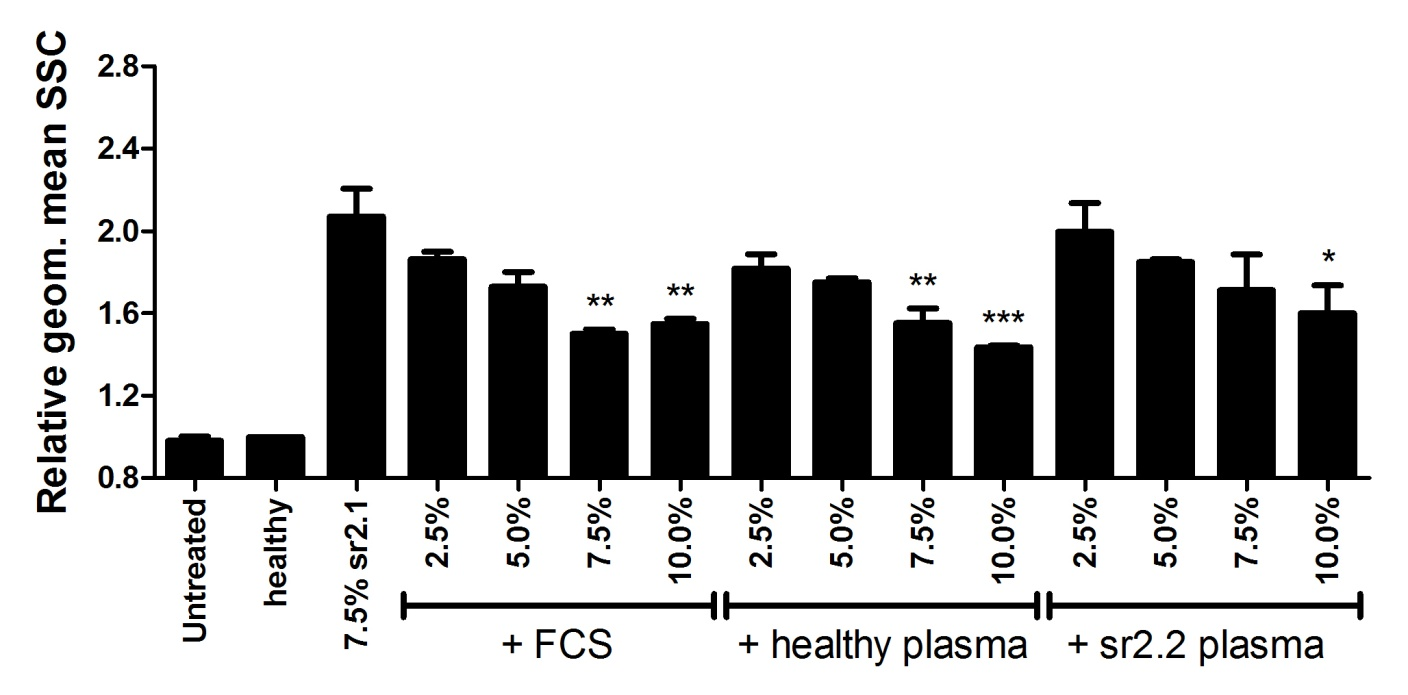 Relative geom. mean SSC
2.8
2.4
2.0
1.6
1.2
0.8
** ** ** *** *
Untreated
healthy
7.5% sr2.1
2.5%
5.0%
7.5%
10.0%
2.5%
5.0%
7.5%
10.0%
2.5%
5.0%
7.5%
10.0%
+ FCS
+ healthy plasma
+ sr2.2 plasma